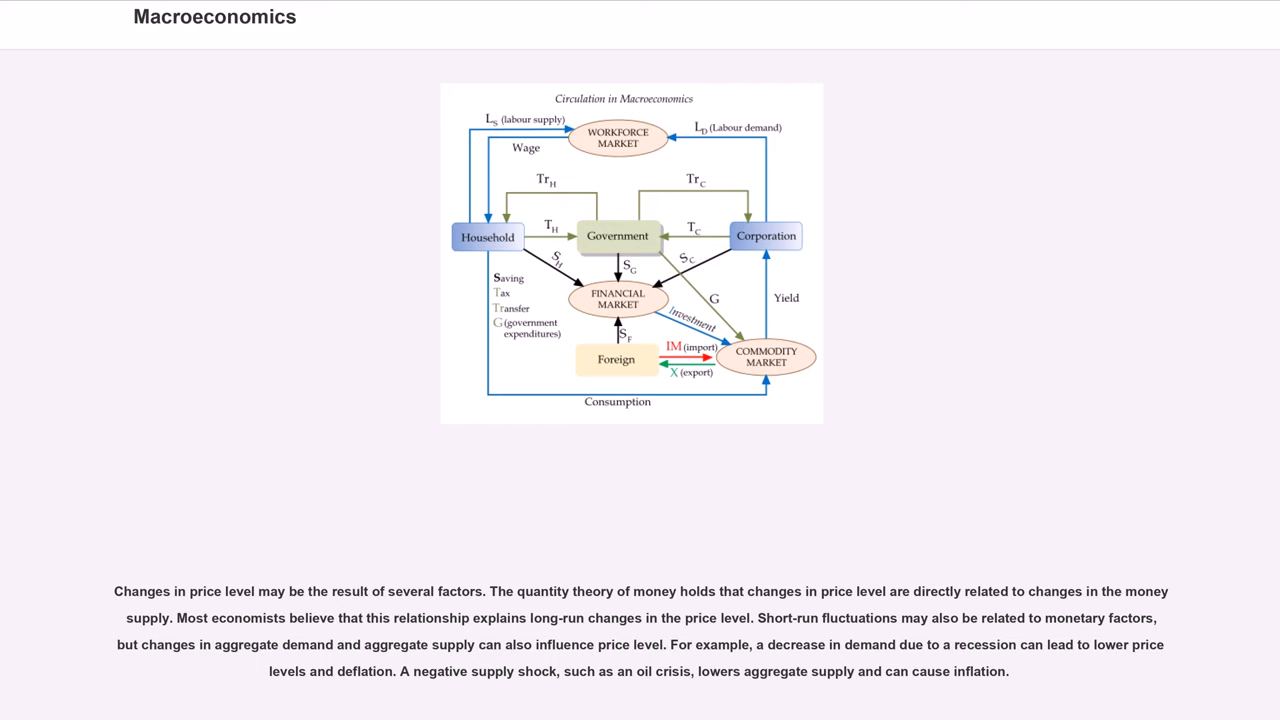 Macroeconomics
Circulation in Macroeconomics
LS (labour supply)
WORKFORCE
MARKET
LD (Labour demand)
Wage
TrH
TrC
Household
TH
Government
TC
Corporation
SH
SG
SC
Saving
Tax
Transfer
G (government
expenditures)
FINANCIAL
MARKET
G
Yield
Investment
SF
Foreign
IM (import)
X (export)
COMMODITY
MARKET
Consumption
Changes in price level may be the result of several factors. The quantity theory of money holds that changes in price level are directly related to changes in the money
supply. Most economists believe that this relationship explains long-run changes in the price level. Short-run fluctuations may also be related to monetary factors,
but changes in aggregate demand and aggregate supply can also influence price level. For example, a decrease in demand due to a recession can lead to lower price
levels and deflation. A negative supply shock, such as an oil crisis, lowers aggregate supply and can cause inflation.